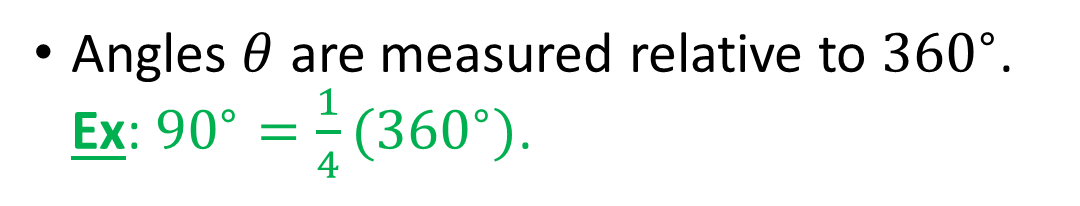 • Angles θ are measured relative to 360°.
Ex: 90° = 1/4 (360°).